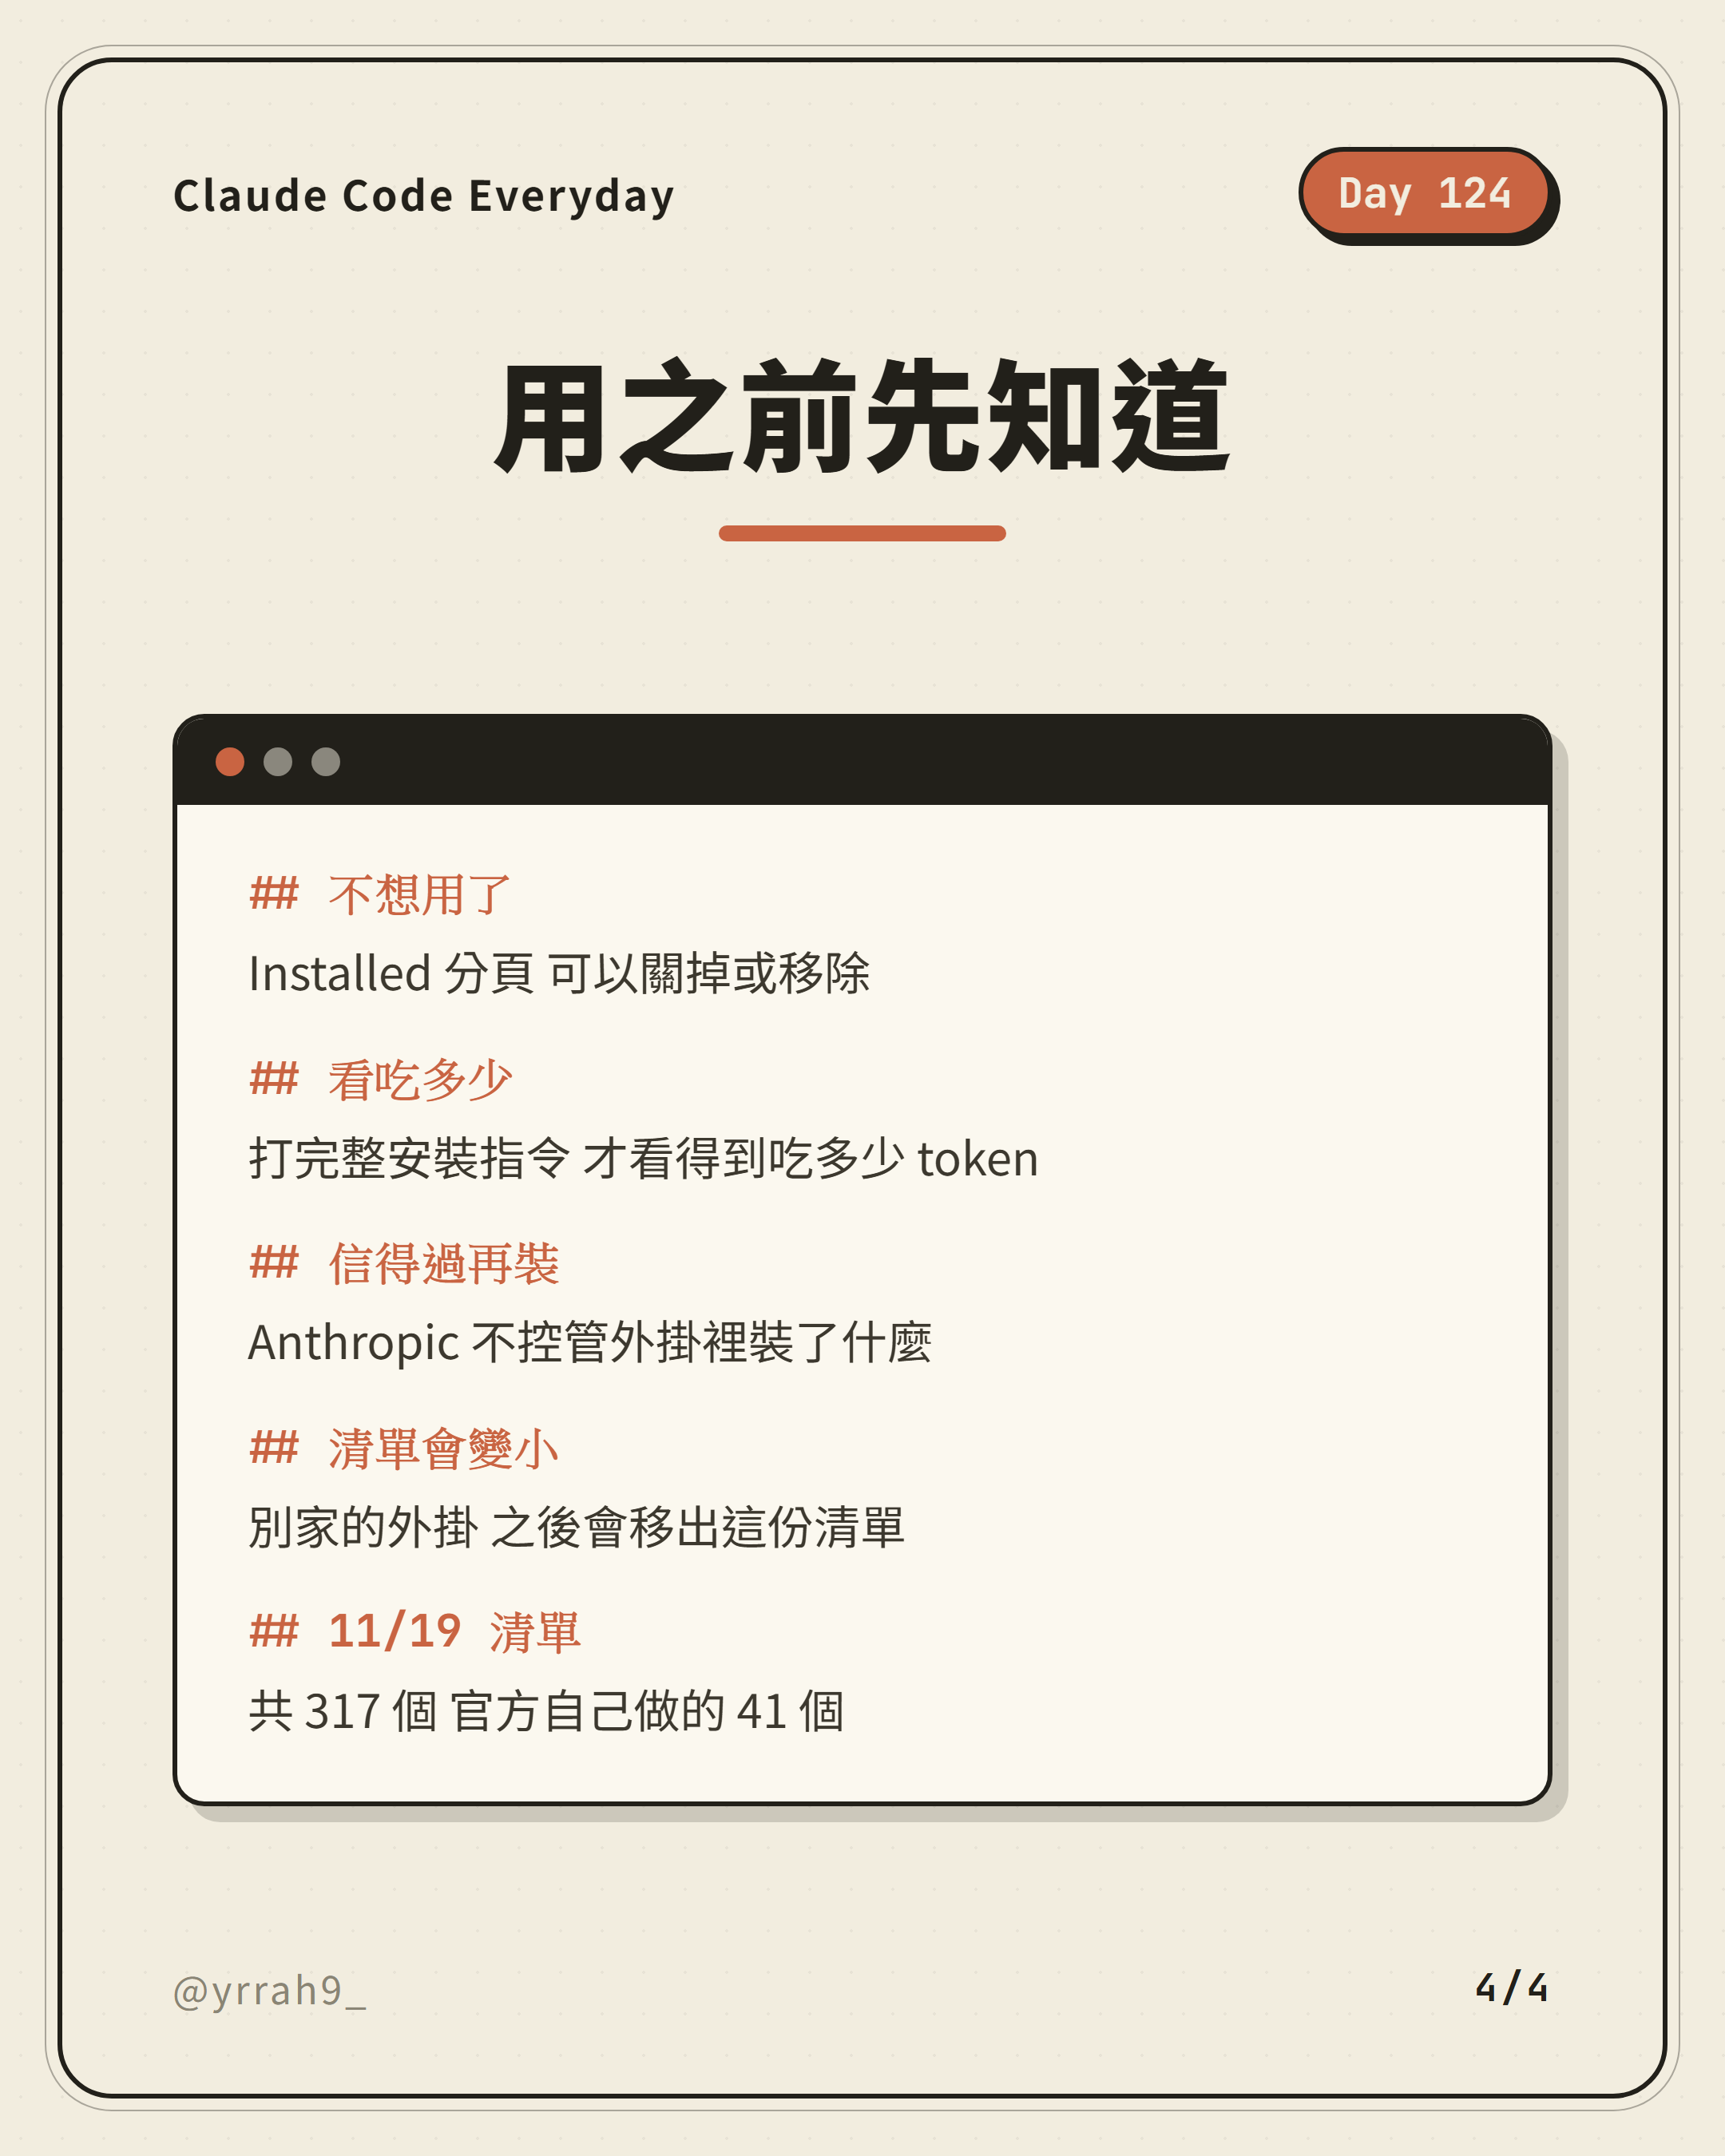 Claude Code Everyday
Day 124
用之前先知道
## 不想用了
Installed 分頁 可以關掉或移除
## 看吃多少
打完整安裝指令 才看得到吃多少 token
## 信得過再裝
Anthropic 不控管外掛裡裝了什麼
## 清單會變小
別家的外掛 之後會移出這份清單
## 11/19 清單
共 317 個 官方自己做的 41 個
@yrrah9_
4/4